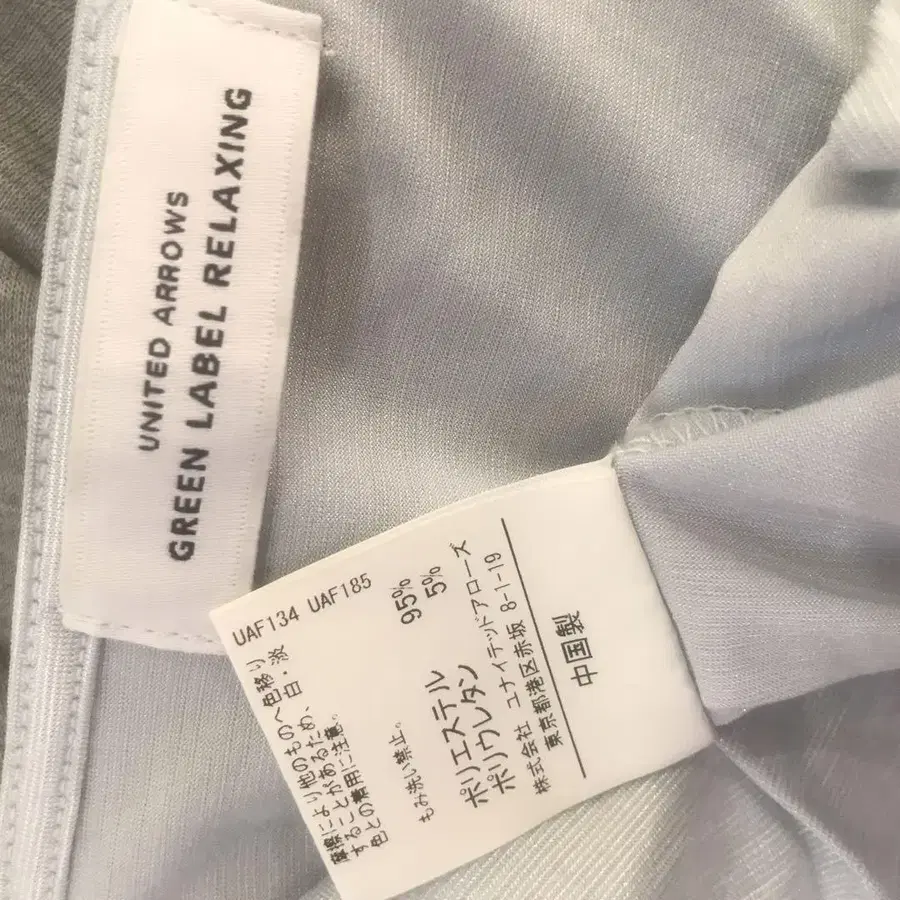 UNITED ARROWS
GREEN LABEL RELAXING
UAF134 UAF185
摩擦により他のものへ色移り
することがあるため、白・淡
色との着用に注意。
もみ洗い禁止。
ポリエステル 95%
ポリウレタン 5%
株式会社 ユナイテッドアローズ
東京都港区赤坂 8-1-19
中国製